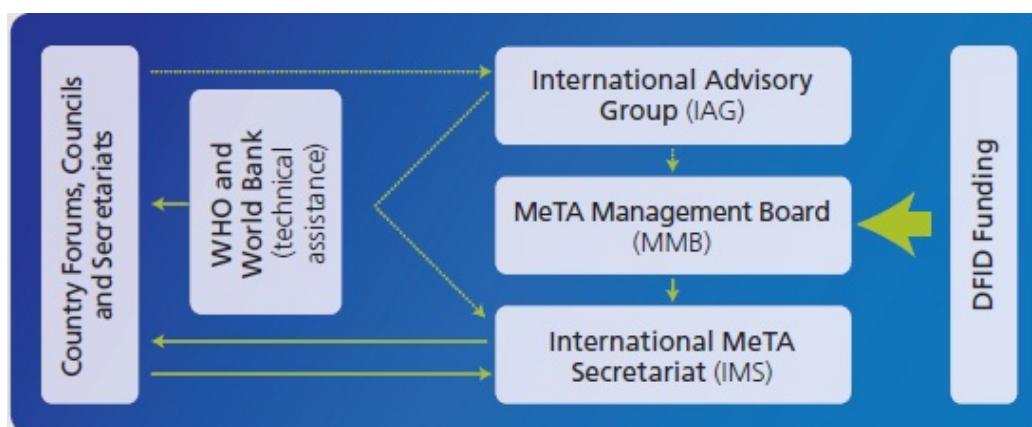 Country Forums, Councils
and Secretariats
WHO and
World Bank
(technical
assistance)
International Advisory
Group (IAG)
MeTA Management Board
(MMB)
International MeTA
Secretariat (IMS)
DFID Funding